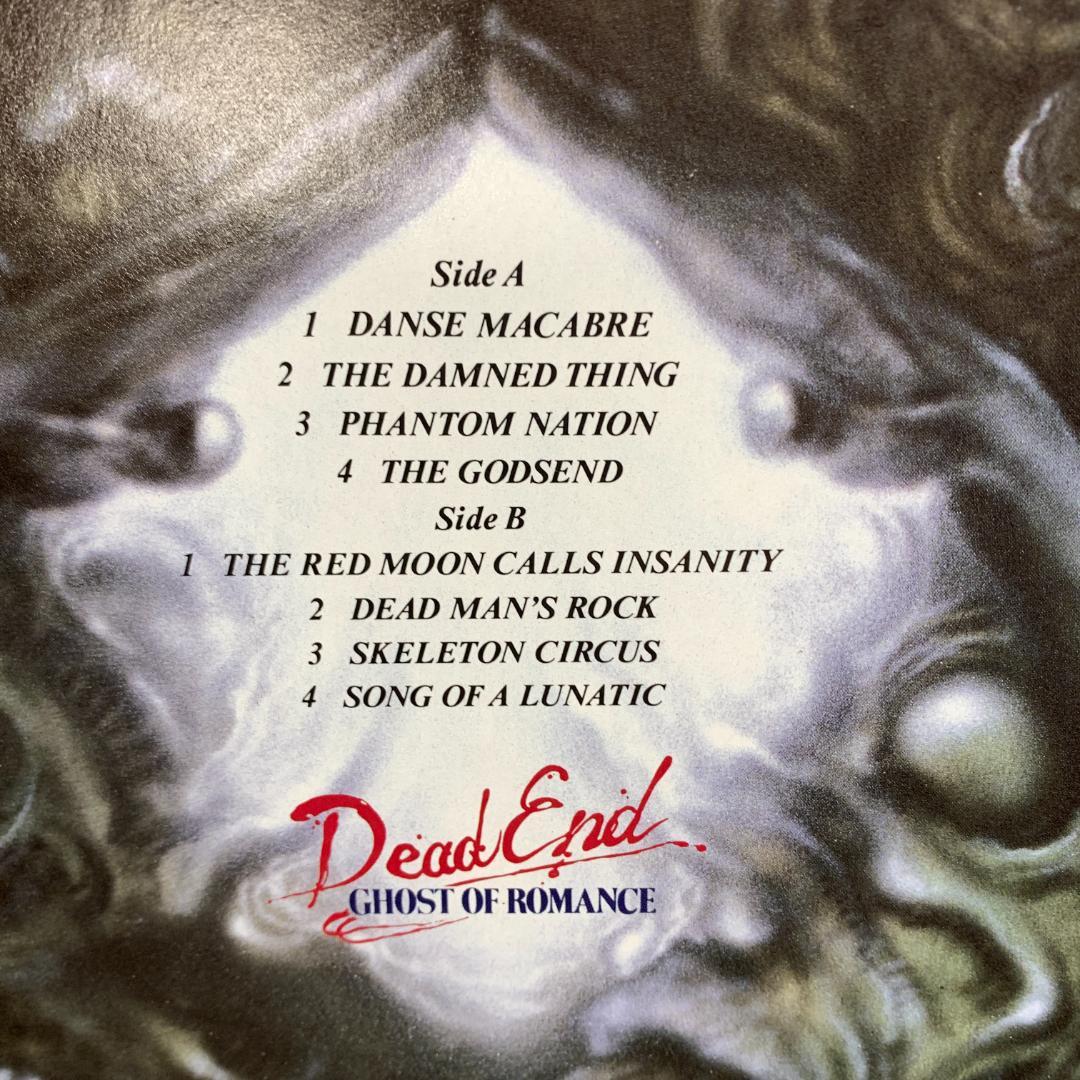 Side A
1 DANSE MACABRE
2 THE DAMNED THING
3 PHANTOM NATION
4 THE GODSEND
Side B
1 THE RED MOON CALLS INSANITY
2 DEAD MAN'S ROCK
3 SKELETON CIRCUS
4 SONG OF A LUNATIC
Dead End
GHOST OF ROMANCE